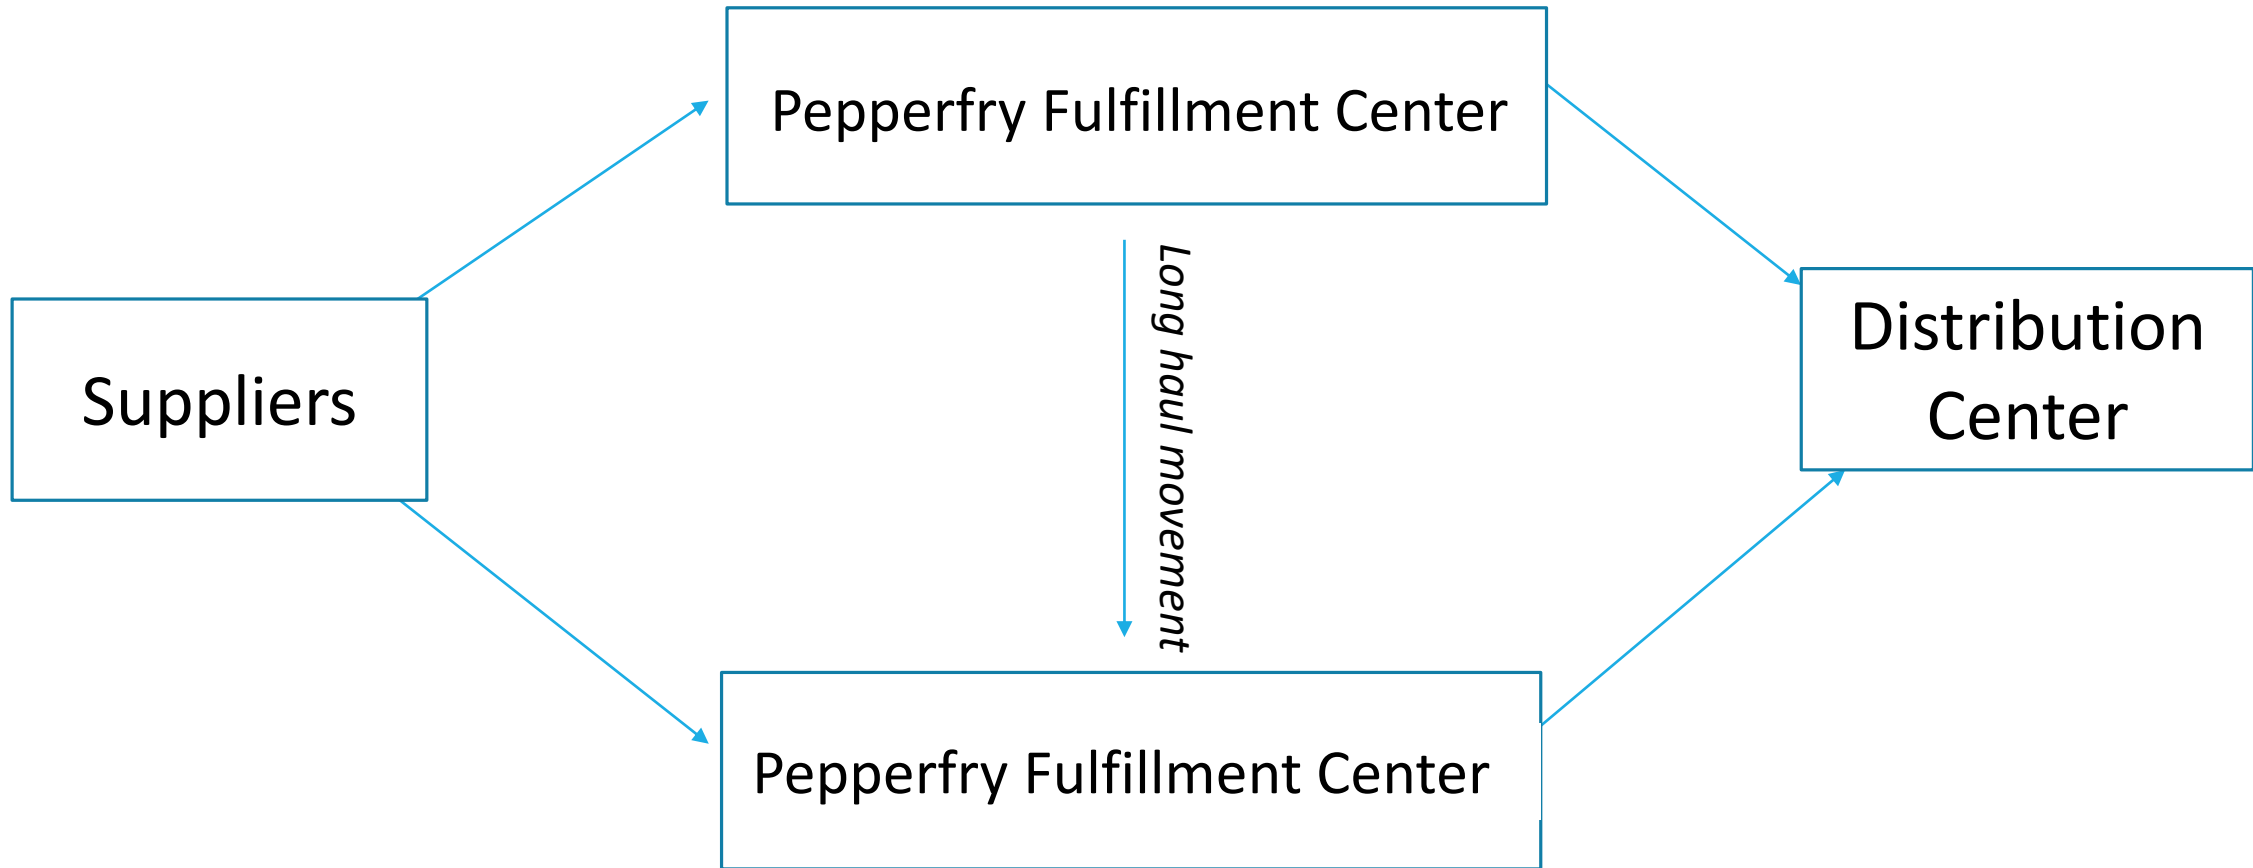 Pepperfry Fulfillment Center
Suppliers
Long haul movement
Distribution
Center
Pepperfry Fulfillment Center